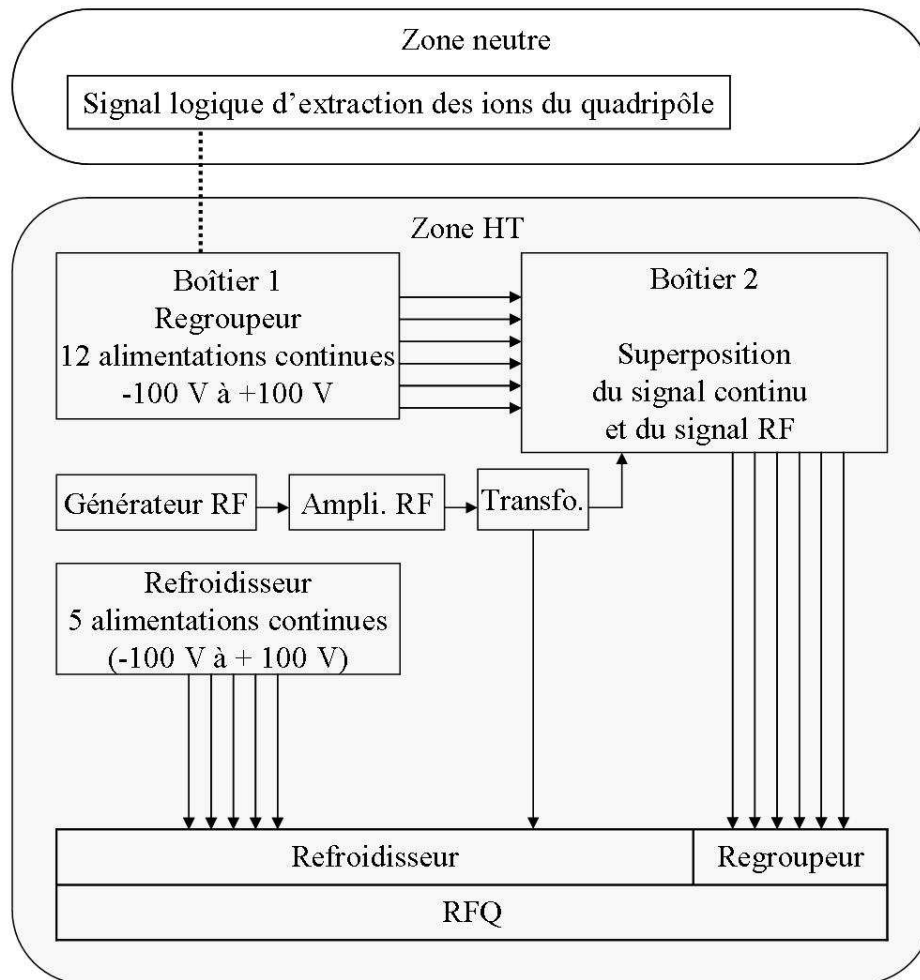 Zone neutre
Signal logique d’extraction des ions du quadripôle
Zone HT
Boîtier 1
Regroupeur
12 alimentations continues
-100 V à +100 V
Boîtier 2
Superposition
du signal continu
et du signal RF
Générateur RF
Ampli. RF
Transfo.
Refroidisseur
5 alimentations continues
(-100 V à + 100 V)
Refroidisseur
Regroupeur
RFQ